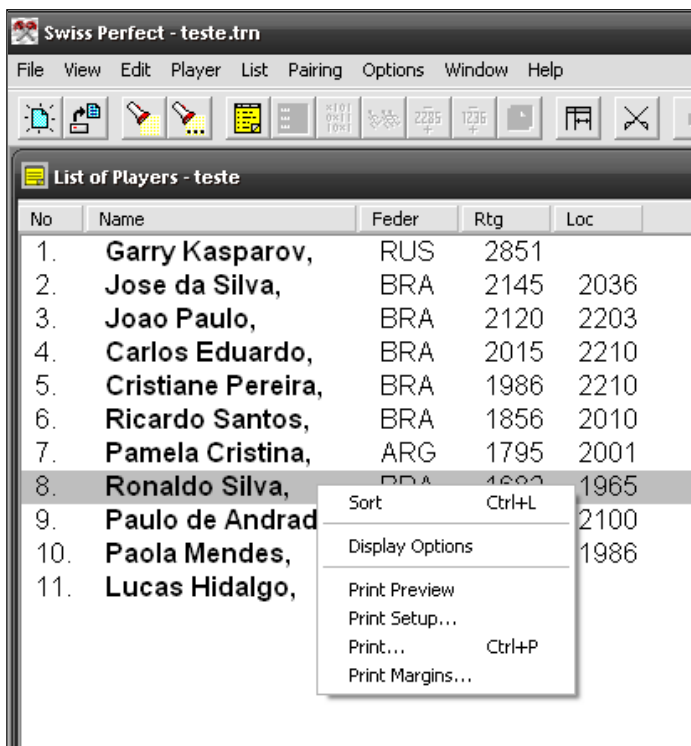 Swiss Perfect - teste.trn
File View Edit Player List Pairing Options Window Help
List of Players - teste
No Name Feder Rtg Loc
1. Garry Kasparov, RUS 2851
2. Jose da Silva, BRA 2145 2036
3. Joao Paulo, BRA 2120 2203
4. Carlos Eduardo, BRA 2015 2210
5. Cristiane Pereira, BRA 1986 2210
6. Ricardo Santos, BRA 1856 2010
7. Pamela Cristina, ARG 1795 2001
8. Ronaldo Silva, BRA 1965
9. Paulo de Andrad 2100
10. Paola Mendes, 1986
11. Lucas Hidalgo,
Sort Ctrl+L
Display Options
Print Preview
Print Setup...
Print... Ctrl+P
Print Margins...